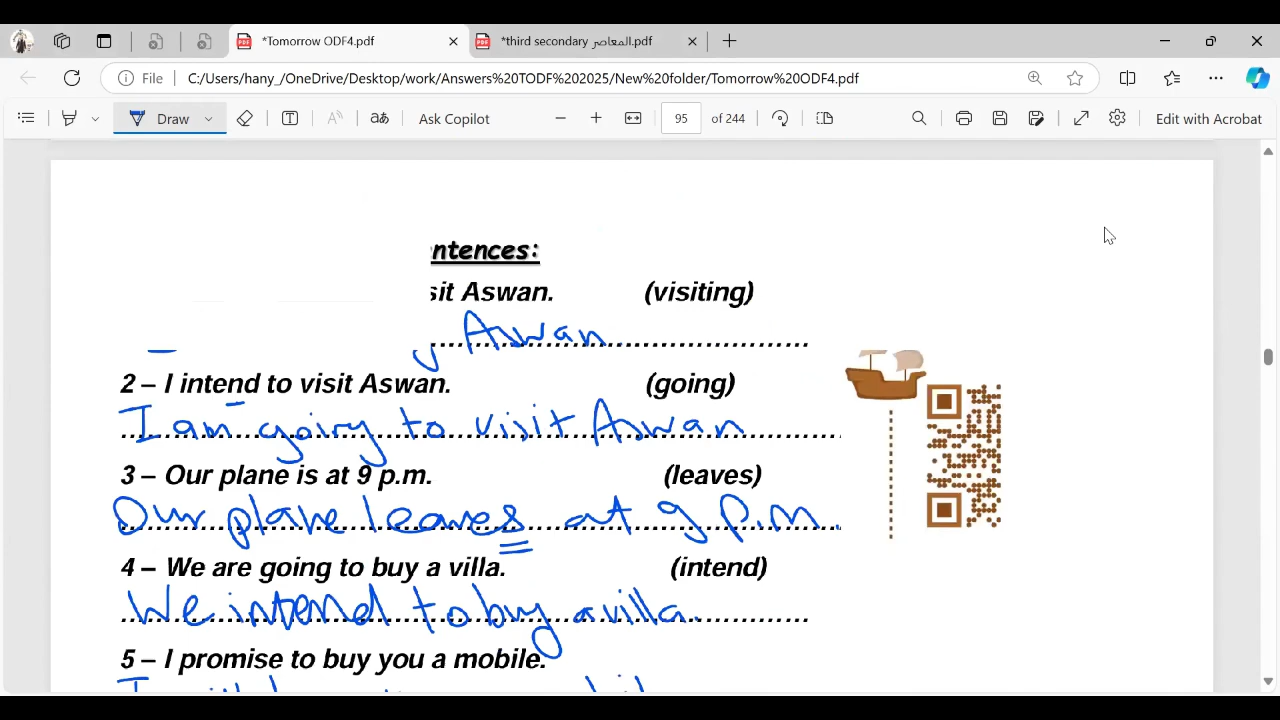 *Tomorrow ODF4.pdf
*third secondary المعاصر.pdf
File
C:/Users/hany_/OneDrive/Desktop/work/Answers%20TODF%202025/New%20folder/Tomorrow%20ODF4.pdf
Draw
Ask Copilot
95 of 244
Edit with Acrobat
ntences:
sit Aswan. (visiting)
y Aswan.
2 – I intend to visit Aswan. (going)
I am going to visit Aswan
3 – Our plane is at 9 p.m. (leaves)
Our plane leaves at 9 p.m.
4 – We are going to buy a villa. (intend)
We intend to buy a villa.
5 – I promise to buy you a mobile.